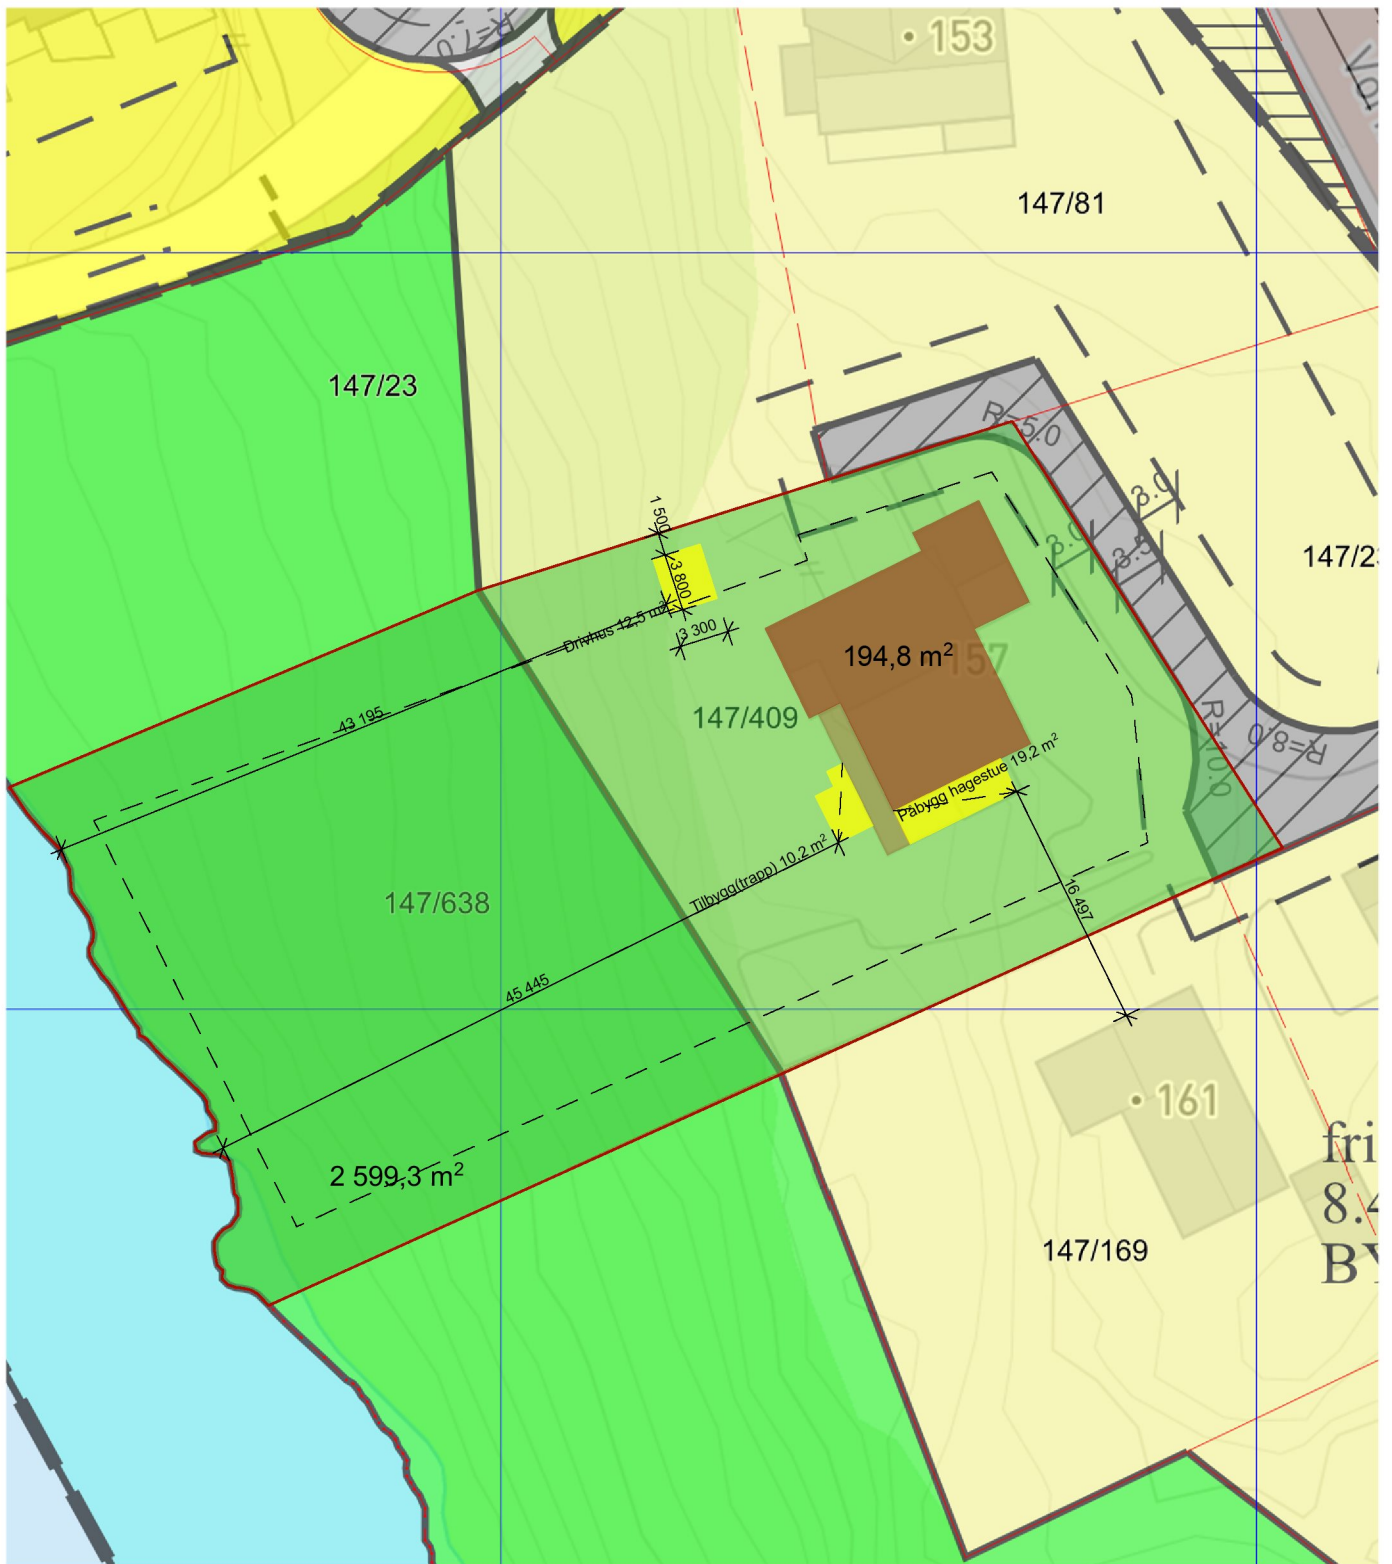 R=7.0
• 153
147/81
147/23
R=5.0
3.0
3.0
3.5
147/2
1 500
3 800
3 300
Drivhus 12,5 m²
194,8 m²
157
147/409
43 195
R=10.0
R=8.0
Påbygg hagestue 19,2 m²
Tilbygg(trapp) 10,2 m²
147/638
16 497
45 445
• 161
2 599,3 m²
147/169
fri
8.4
BY